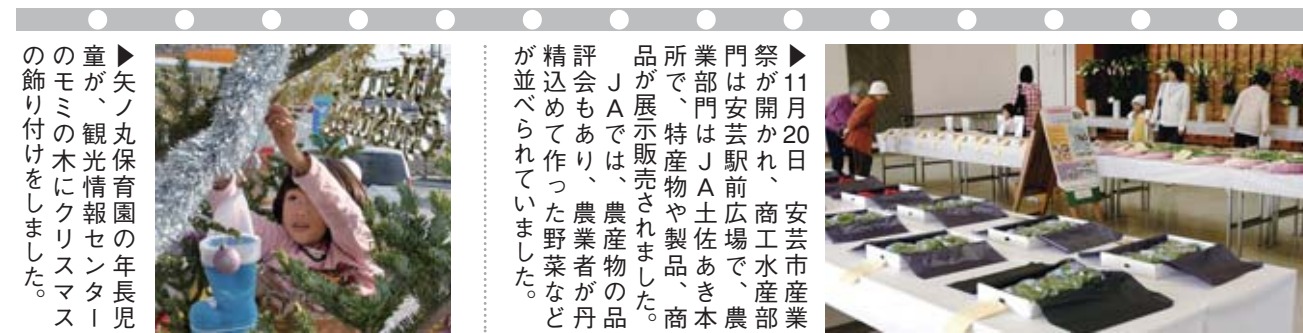 ▶11月20日　安芸市産業
祭が開かれ、商工水産部
門は安芸駅前広場で、農
業部門はＪＡ土佐あき本
所で、特産物や製品、商
品が展示販売されました。
　ＪＡでは、農産物の品
評会もあり、農業者が丹
精込めて作った野菜など
が並べられていました。
▶矢ノ丸保育園の年長児
童が、観光情報センター
のモミの木にクリスマス
の飾り付けをしました。